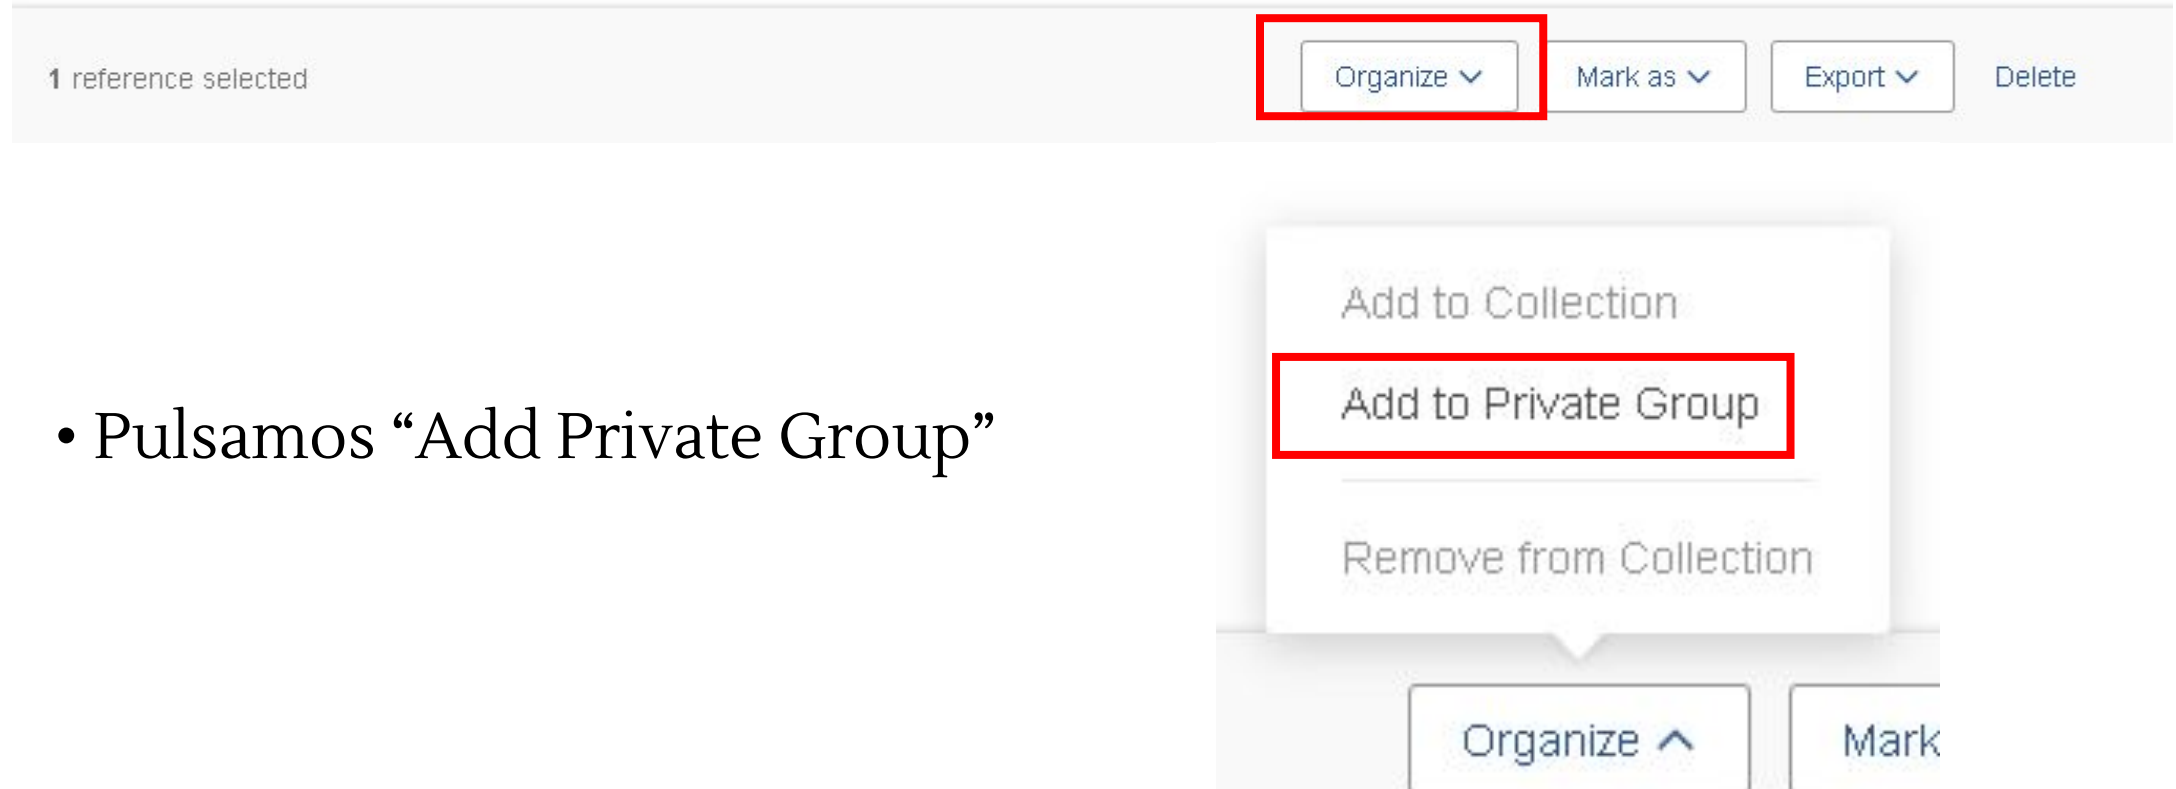 1 reference selected
Organize
Mark as
Export
Delete
• Pulsamos “Add Private Group”
Add to Collection
Add to Private Group
Remove from Collection
Organize
Mark